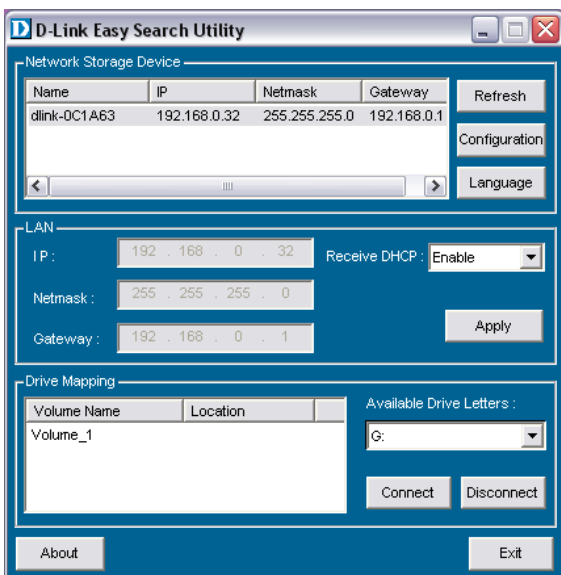 D-Link Easy Search Utility
Network Storage Device
Name IP Netmask Gateway
dlink-0C1A63 192.168.0.32 255.255.255.0 192.168.0.1
Refresh
Configuration
Language
LAN
IP :
192 . 168 . 0 . 32
Receive DHCP : Enable
Netmask :
255 . 255 . 255 . 0
Gateway :
192 . 168 . 0 . 1
Apply
Drive Mapping
Volume Name Location
Volume_1
Available Drive Letters :
G:
Connect Disconnect
About Exit